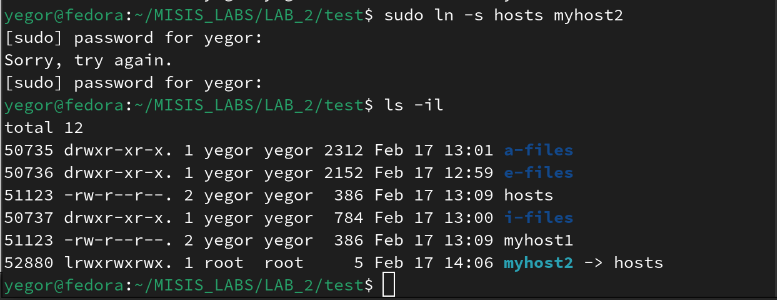 yegor@fedora:~/MISIS_LABS/LAB_2/test$ sudo ln -s hosts myhost2
[sudo] password for yegor:
Sorry, try again.
[sudo] password for yegor:
yegor@fedora:~/MISIS_LABS/LAB_2/test$ ls -il
total 12
50735 drwxr-xr-x. 1 yegor yegor 2312 Feb 17 13:01 a-files
50736 drwxr-xr-x. 1 yegor yegor 2152 Feb 17 12:59 e-files
51123 -rw-r--r--. 2 yegor yegor  386 Feb 17 13:09 hosts
50737 drwxr-xr-x. 1 yegor yegor  784 Feb 17 13:00 i-files
51123 -rw-r--r--. 2 yegor yegor  386 Feb 17 13:09 myhost1
52880 lrwxrwxrwx. 1 root  root     5 Feb 17 14:06 myhost2 -> hosts
yegor@fedora:~/MISIS_LABS/LAB_2/test$